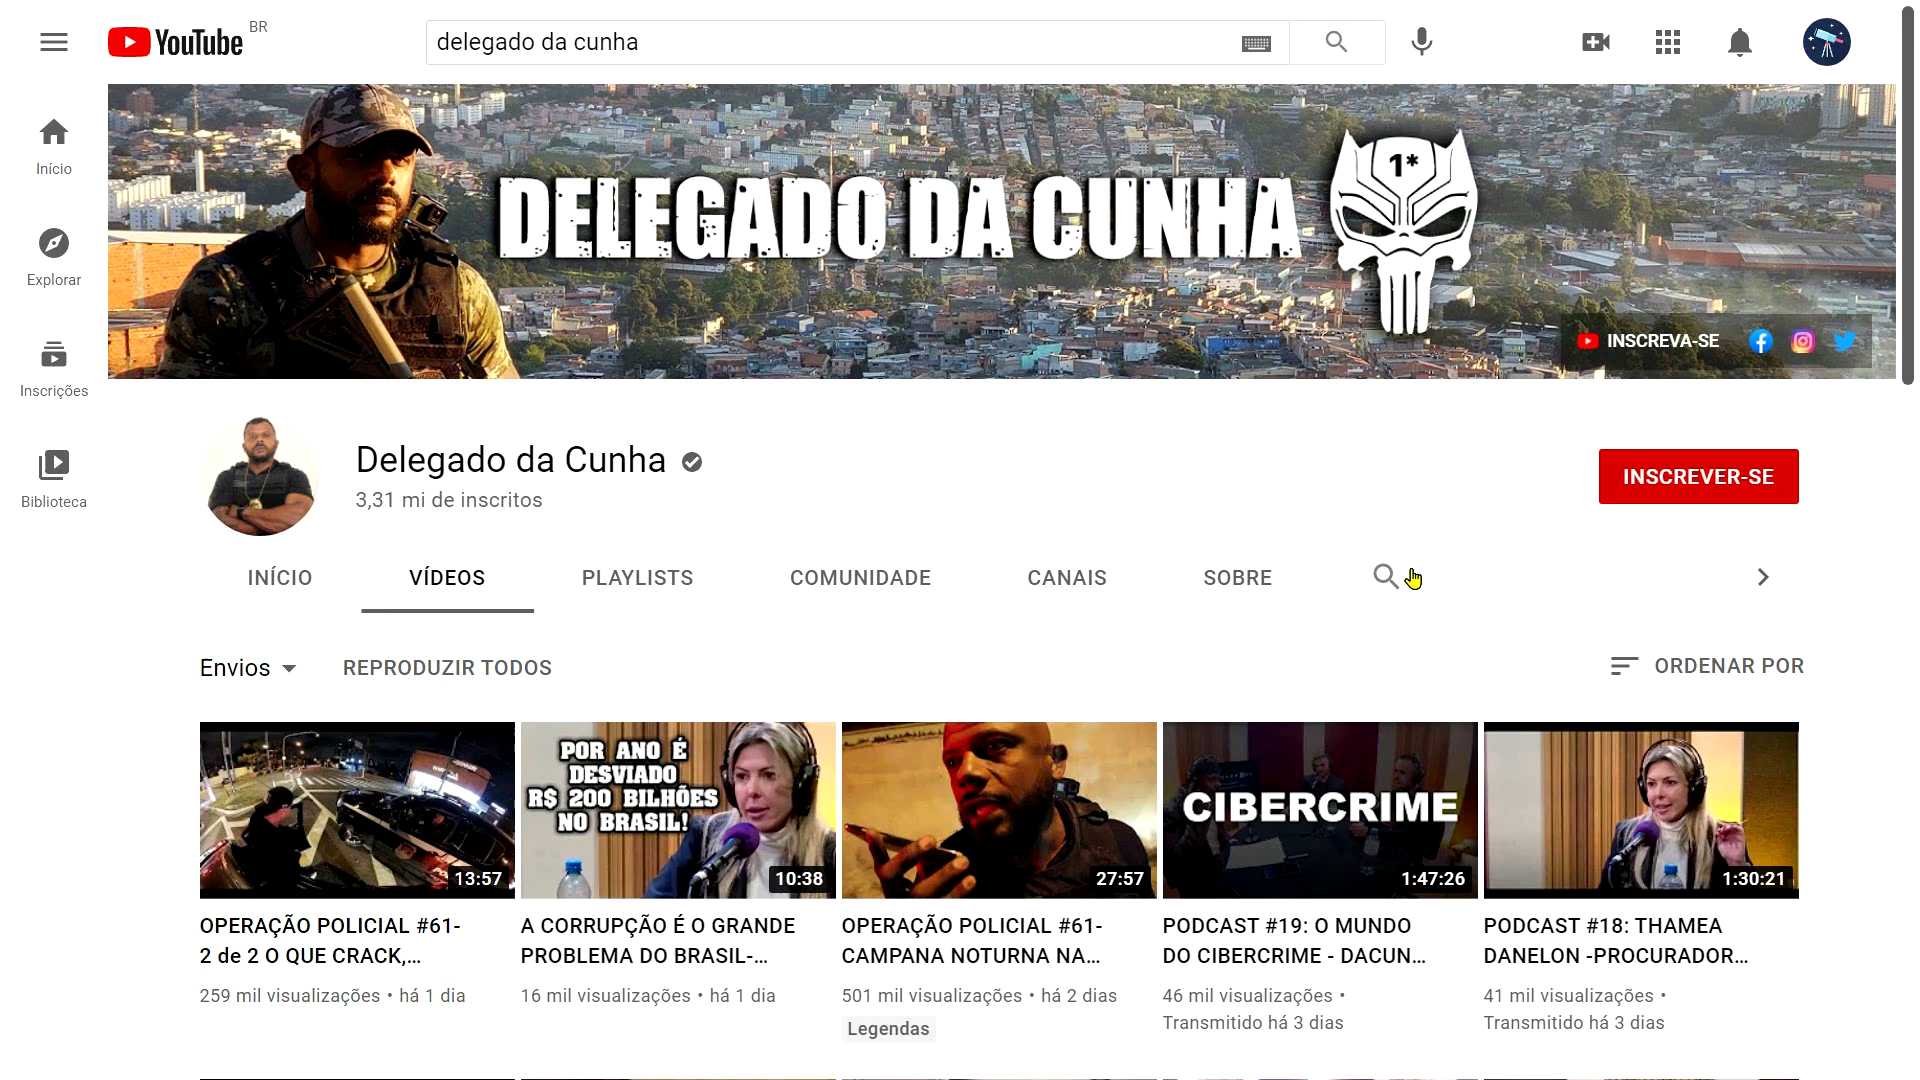 YouTube BR
delegado da cunha
Início
Explorar
Inscrições
Biblioteca
DELEGADO DA CUNHA
1*
INSCREVA-SE
Delegado da Cunha
3,31 mi de inscritos
INSCREVER-SE
INÍCIO VÍDEOS PLAYLISTS COMUNIDADE CANAIS SOBRE
Envios REPRODUZIR TODOS ORDENAR POR
13:57
POR ANO É
DESVIADO
R$ 200 BILHÕES
NO BRASIL!
10:38
27:57
CIBERCRIME
1:47:26
1:30:21
OPERAÇÃO POLICIAL #61-
2 de 2 O QUE CRACK,...
259 mil visualizações • há 1 dia
A CORRUPÇÃO É O GRANDE
PROBLEMA DO BRASIL-...
16 mil visualizações • há 1 dia
OPERAÇÃO POLICIAL #61-
CAMPANA NOTURNA NA...
501 mil visualizações • há 2 dias
Legendas
PODCAST #19: O MUNDO
DO CIBERCRIME - DACUN...
46 mil visualizações •
Transmitido há 3 dias
PODCAST #18: THAMEA
DANELON -PROCURADOR...
41 mil visualizações •
Transmitido há 3 dias